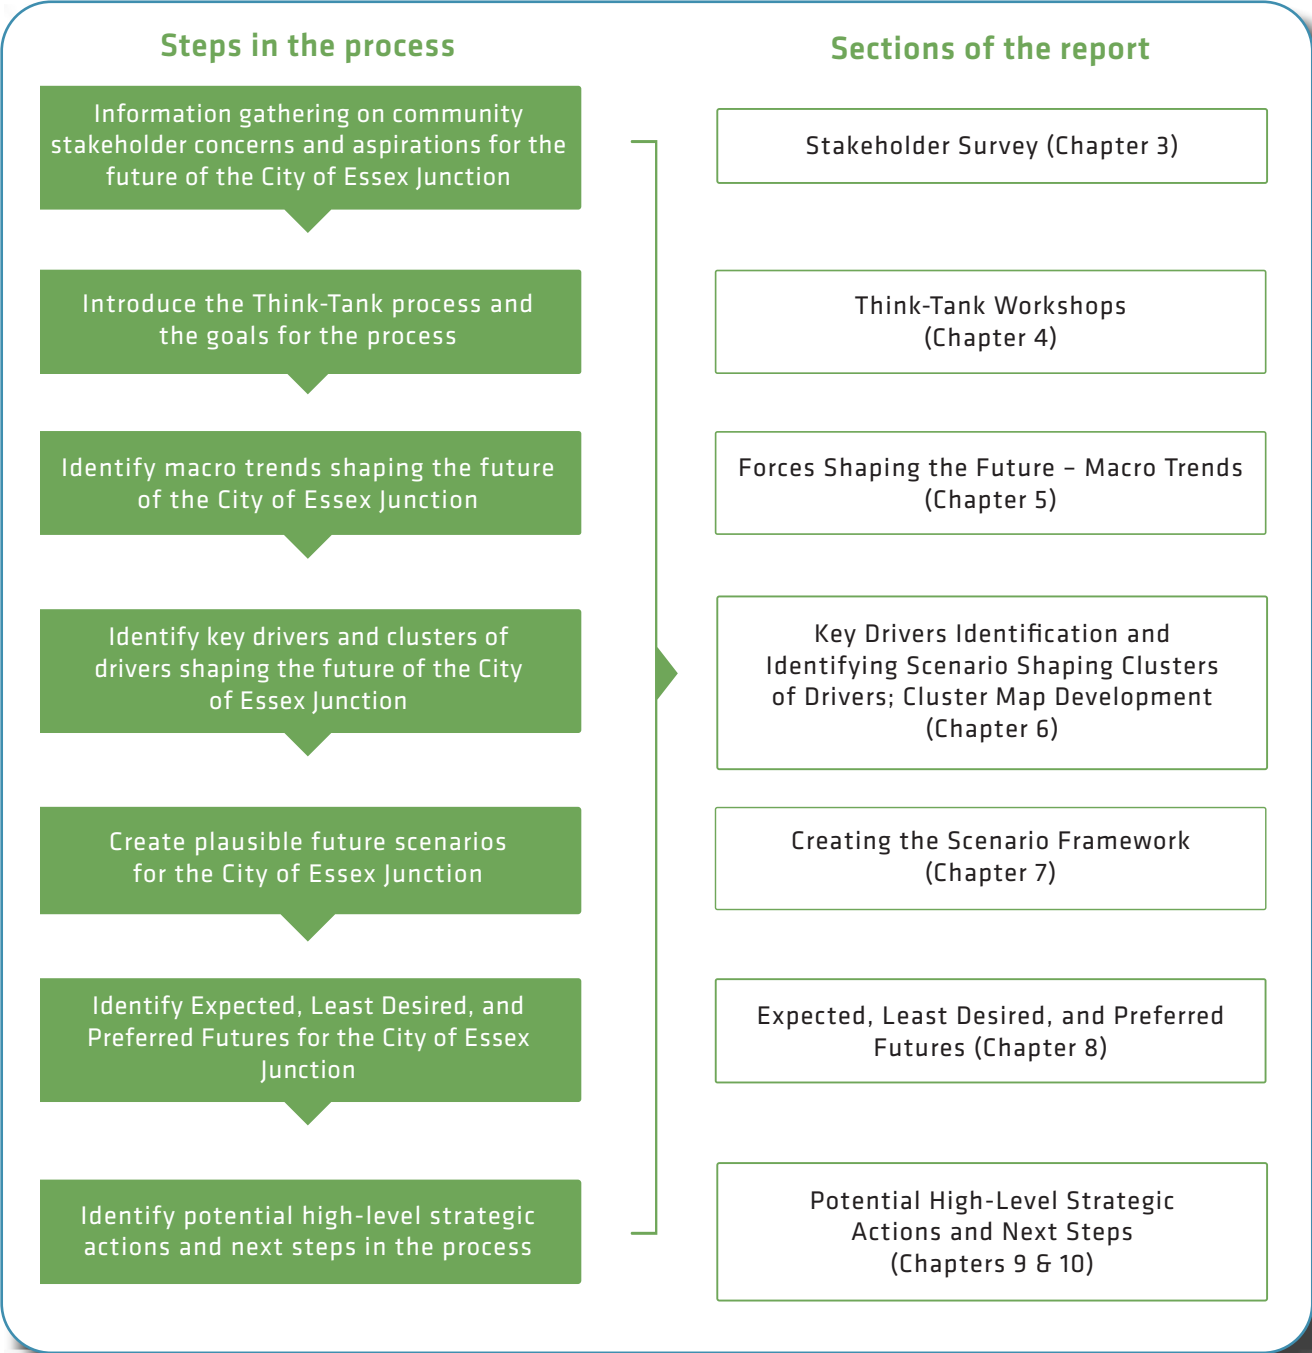 Steps in the process
Information gathering on community
stakeholder concerns and aspirations for the
future of the City of Essex Junction
Introduce the Think-Tank process and
the goals for the process
Identify macro trends shaping the future
of the City of Essex Junction
Identify key drivers and clusters of
drivers shaping the future of the City
of Essex Junction
Create plausible future scenarios
for the City of Essex Junction
Identify Expected, Least Desired, and
Preferred Futures for the City of Essex
Junction
Identify potential high-level strategic
actions and next steps in the process
Sections of the report
Stakeholder Survey (Chapter 3)
Think-Tank Workshops
(Chapter 4)
Forces Shaping the Future – Macro Trends
(Chapter 5)
Key Drivers Identification and
Identifying Scenario Shaping Clusters
of Drivers; Cluster Map Development
(Chapter 6)
Creating the Scenario Framework
(Chapter 7)
Expected, Least Desired, and Preferred
Futures (Chapter 8)
Potential High-Level Strategic
Actions and Next Steps
(Chapters 9 & 10)